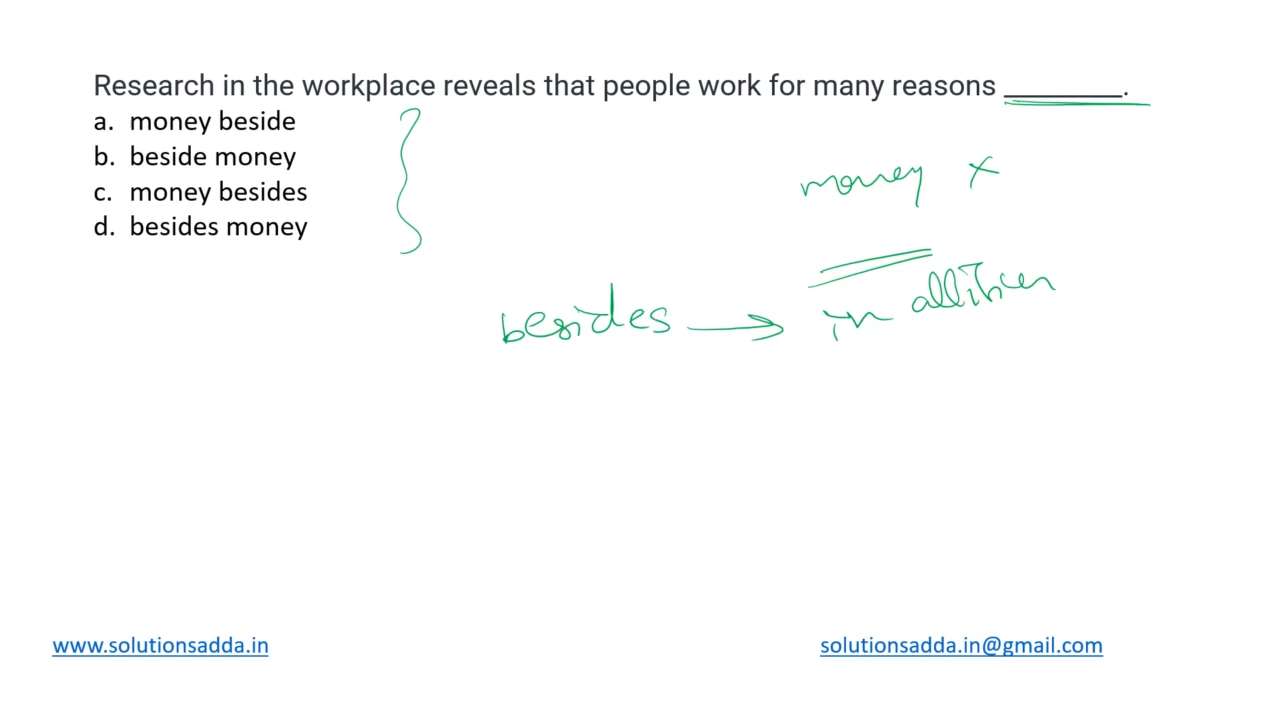 Research in the workplace reveals that people work for many reasons ________.
a. money beside
b. beside money
c. money besides
d. besides money
money x
besides → in
www.solutionsadda.in
solutionsadda.in@gmail.com